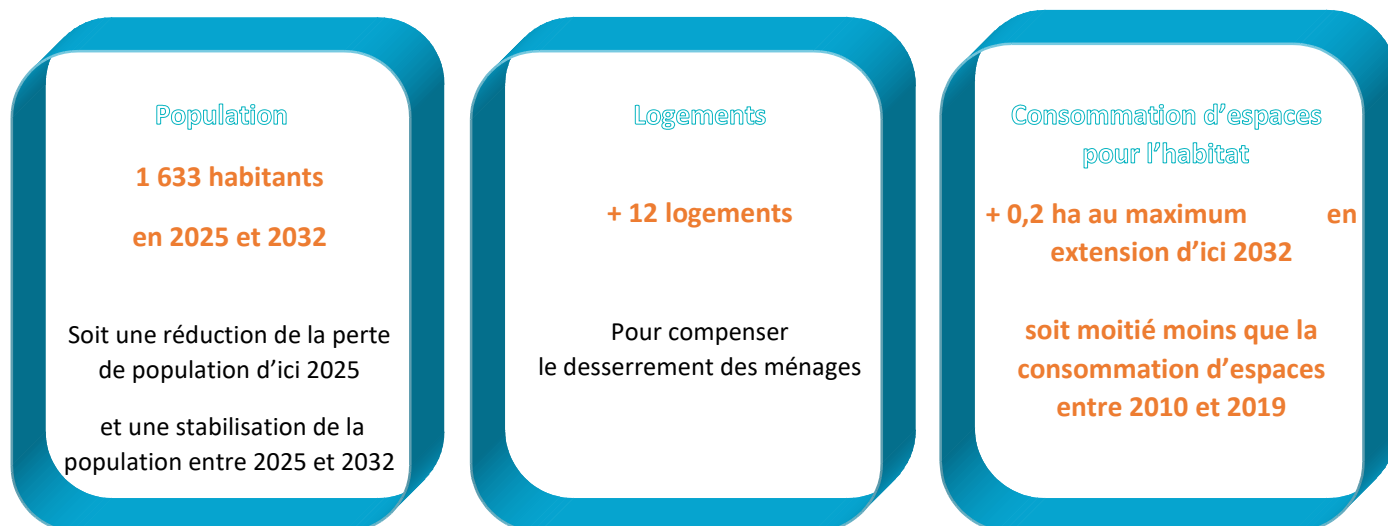 Population
1 633 habitants
en 2025 et 2032
Soit une réduction de la perte
de population d'ici 2025
et une stabilisation de la
population entre 2025 et 2032
Logements
+ 12 logements
Pour compenser
le desserrement des ménages
Consommation d'espaces
pour l'habitat
+ 0,2 ha au maximum en
extension d'ici 2032
soit moitié moins que la
consommation d'espaces
entre 2010 et 2019